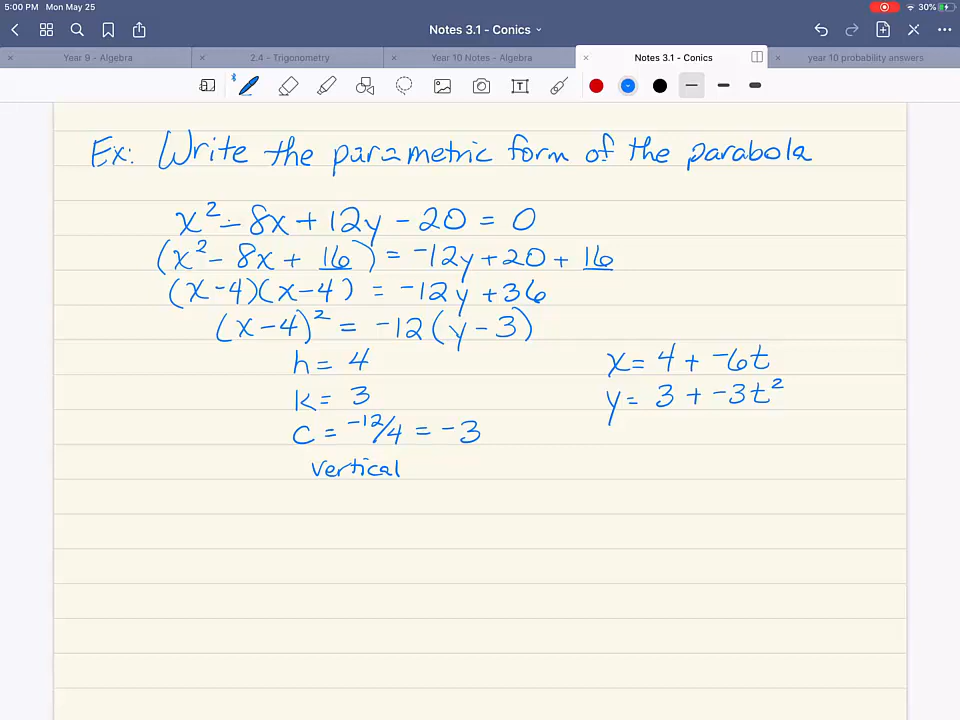 5:00 PM Mon May 25
30%
Notes 3.1 - Conics
Year 9 - Algebra
2.4 - Trigonometry
Year 10 Notes - Algebra
Notes 3.1 - Conics
year 10 probability answers
Ex: Write the parametric form of the parabola
x² - 8x + 12y - 20 = 0
(x² - 8x + 16) = -12y + 20 + 16
(x-4)(x-4) = -12y + 36
(x-4)² = -12(y-3)
h = 4
x = 4 + -6t
k = 3
y = 3 + -3t²
c = -12/4 = -3
vertical